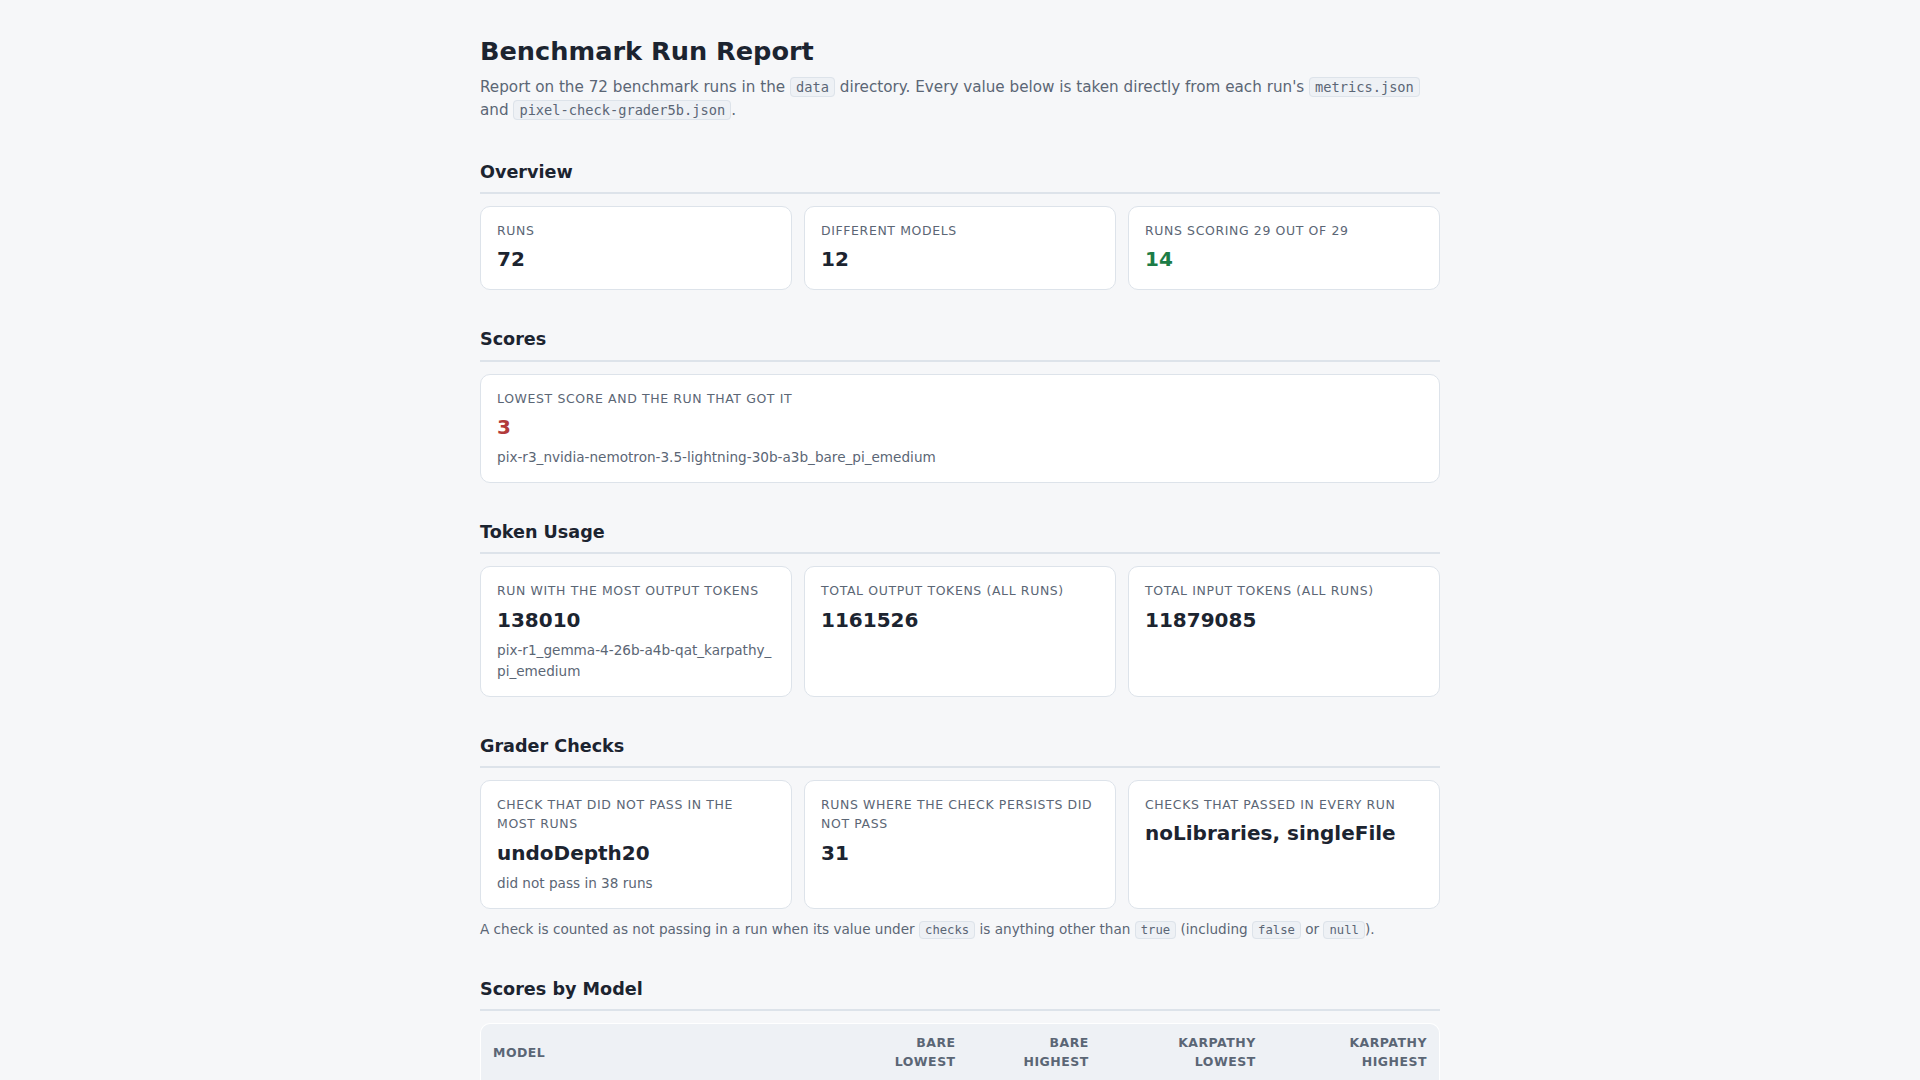 Benchmark Run Report
Report on the 72 benchmark runs in the data directory. Every value below is taken directly from each run's metrics.json
and pixel-check-grader5b.json.
Overview
RUNS
72
DIFFERENT MODELS
12
RUNS SCORING 29 OUT OF 29
14
Scores
LOWEST SCORE AND THE RUN THAT GOT IT
3
pix-r3_nvidia-nemotron-3.5-lightning-30b-a3b_bare_pi_emedium
Token Usage
RUN WITH THE MOST OUTPUT TOKENS
138010
pix-r1_gemma-4-26b-a4b-qat_karpathy_
pi_emedium
TOTAL OUTPUT TOKENS (ALL RUNS)
1161526
TOTAL INPUT TOKENS (ALL RUNS)
11879085
Grader Checks
CHECK THAT DID NOT PASS IN THE
MOST RUNS
undoDepth20
did not pass in 38 runs
RUNS WHERE THE CHECK PERSISTS DID
NOT PASS
31
CHECKS THAT PASSED IN EVERY RUN
noLibraries, singleFile
A check is counted as not passing in a run when its value under checks is anything other than true (including false or null).
Scores by Model
MODEL
BARE
LOWEST
BARE
HIGHEST
KARPATHY
LOWEST
KARPATHY
HIGHEST